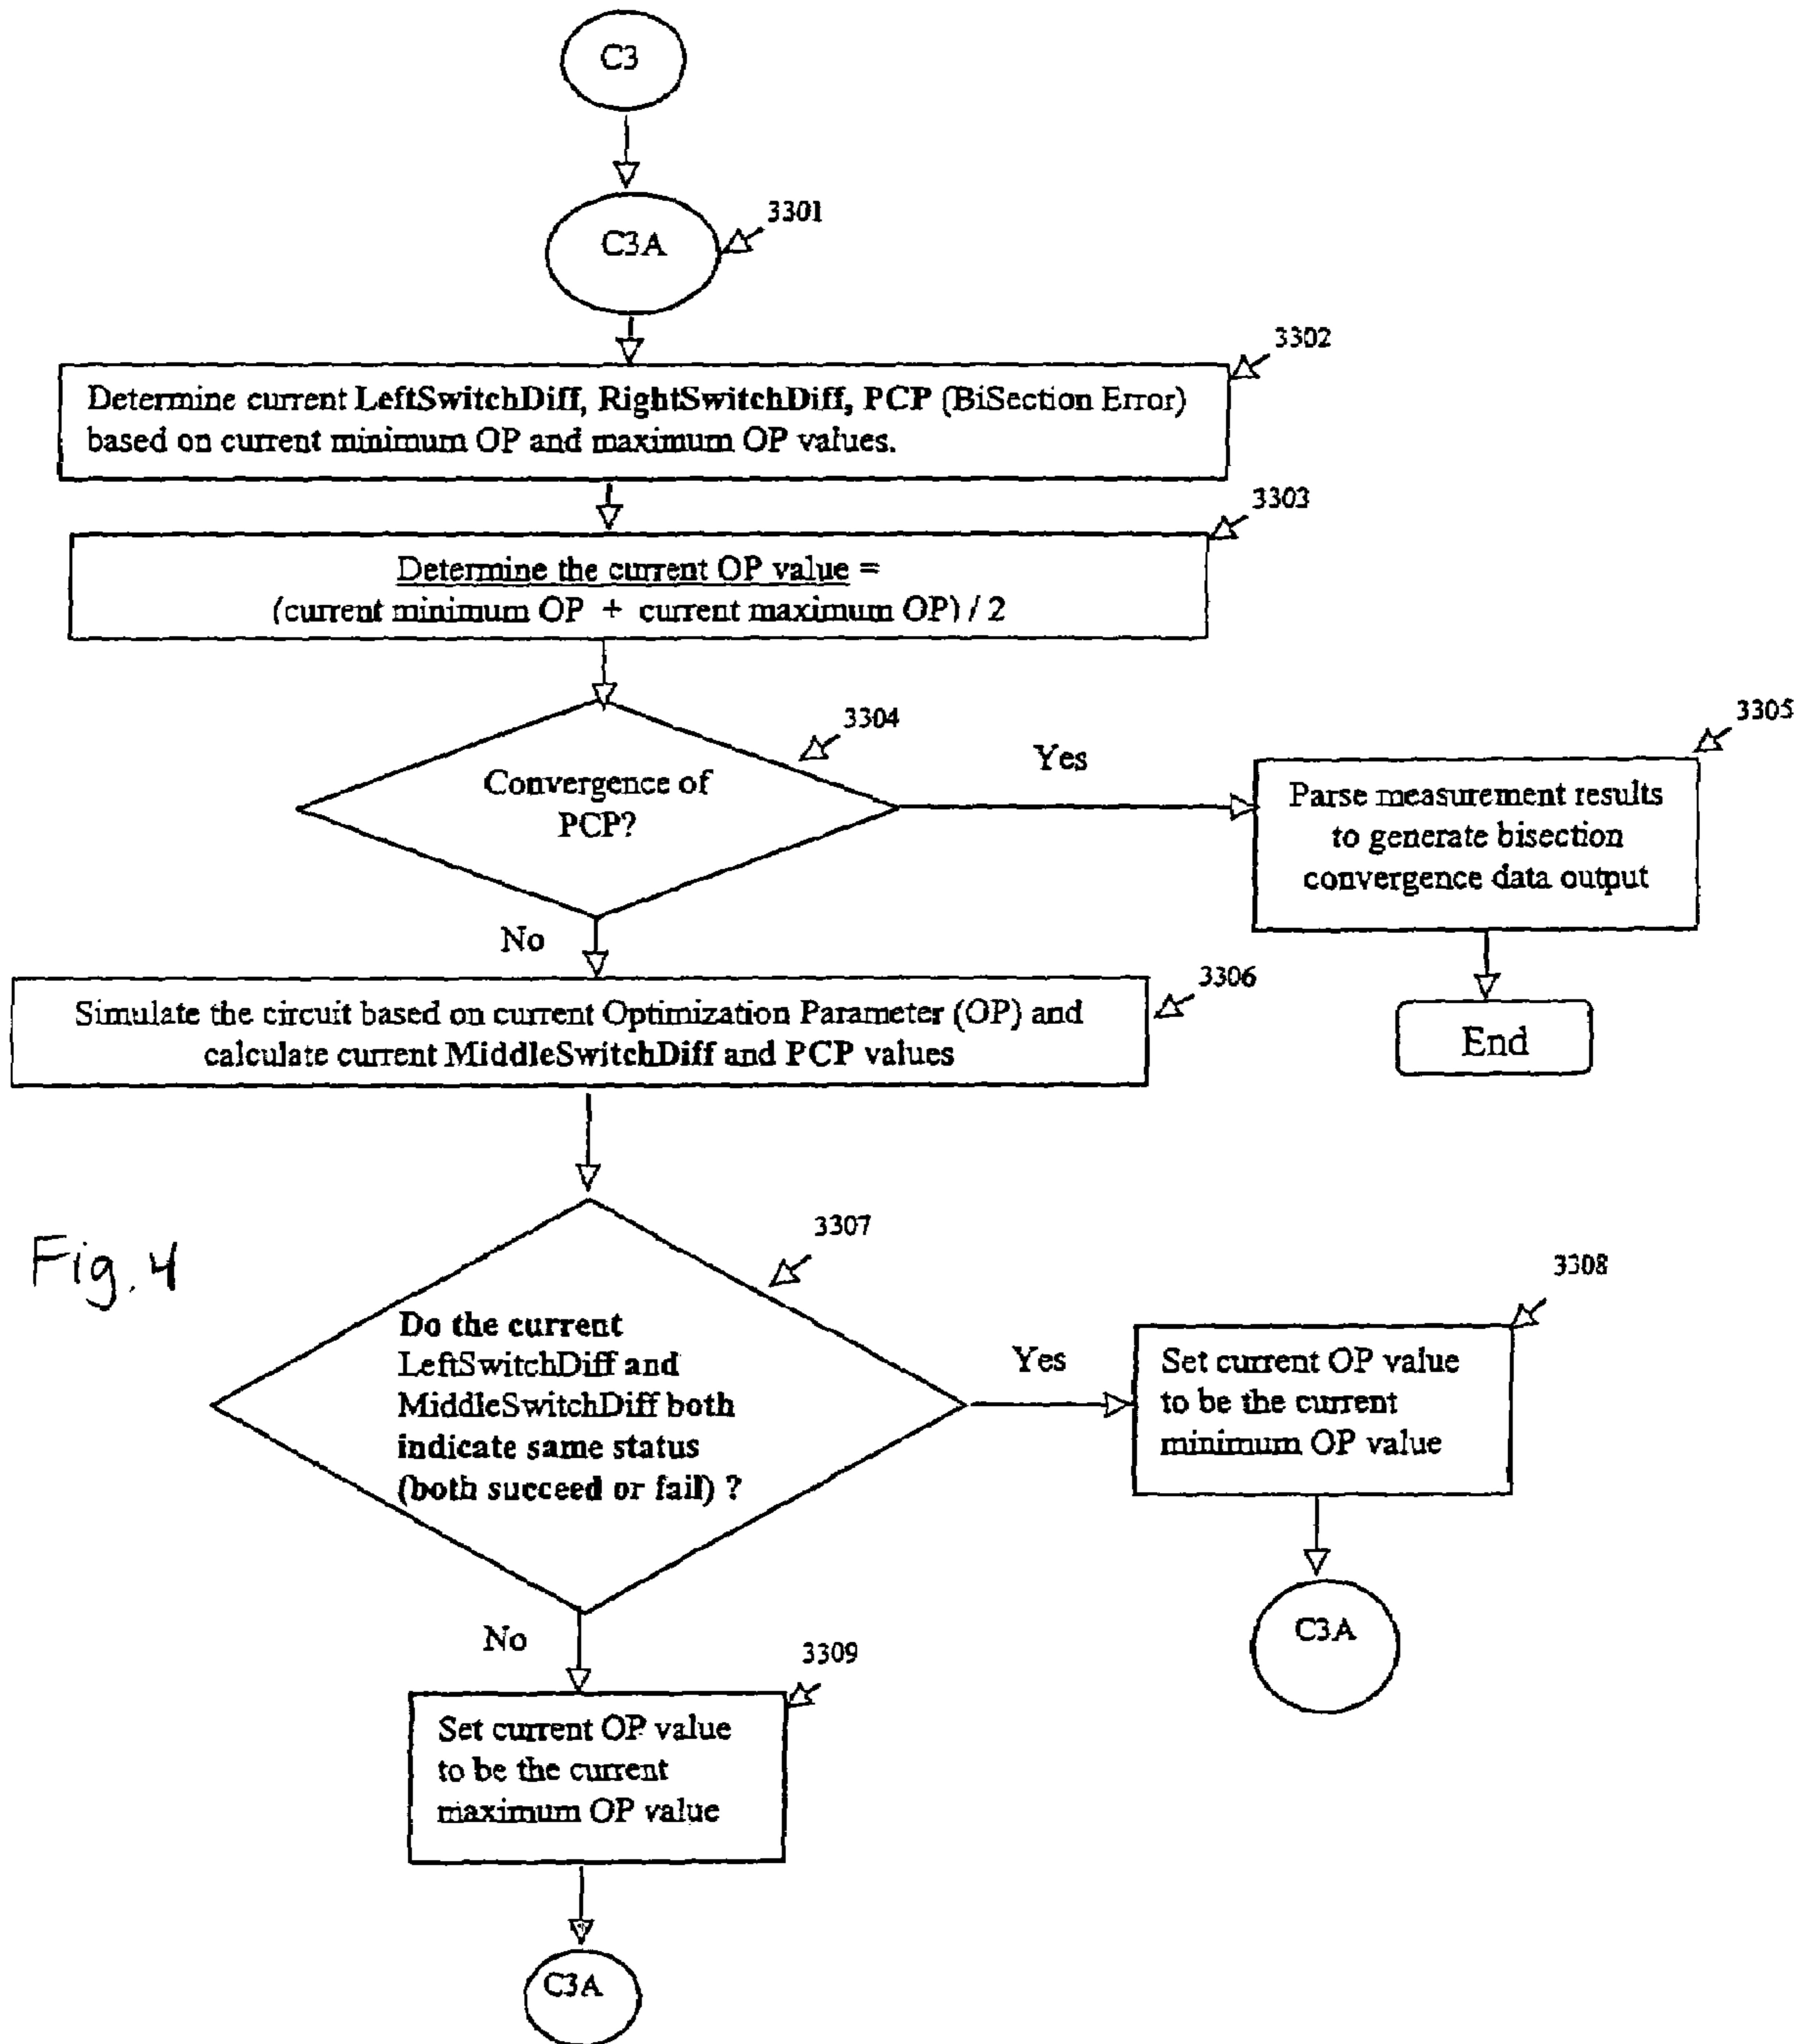 C3
C3A
3301
3302
Determine current LeftSwitchDiff, RightSwitchDiff, PCP (BiSection Error)
based on current minimum OP and maximum OP values.
3303
Determine the current OP value =
(current minimum OP + current maximum OP) / 2
3304
Convergence of
PCP?
Yes
3305
Parse measurement results
to generate bisection
convergence data output
No
End
3306
Simulate the circuit based on current Optimization Parameter (OP) and
calculate current MiddleSwitchDiff and PCP values
Fig. 4
3307
Do the current
LeftSwitchDiff and
MiddleSwitchDiff both
indicate same status
(both succeed or fail) ?
Yes
3308
Set current OP value
to be the current
minimum OP value
C3A
No
3309
Set current OP value
to be the current
maximum OP value
C3A